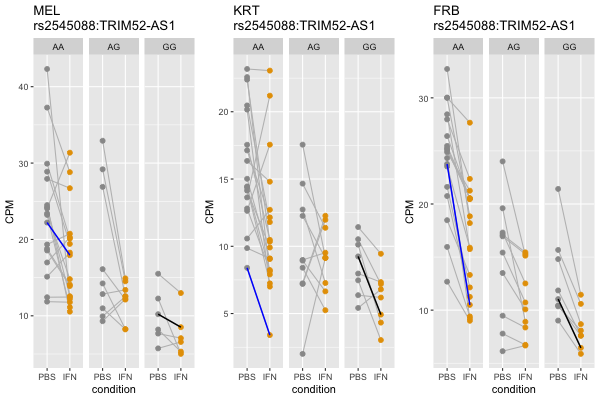 MEL
rs2545088:TRIM52-AS1
AA AG GG
40
30
20
10
CPM
PBS IFN PBS IFN PBS IFN
condition
KRT
rs2545088:TRIM52-AS1
AA AG GG
20
15
10
5
CPM
PBS IFN PBS IFN PBS IFN
condition
FRB
rs2545088:TRIM52-AS1
AA AG GG
30
20
10
CPM
PBS IFN PBS IFN PBS IFN
condition